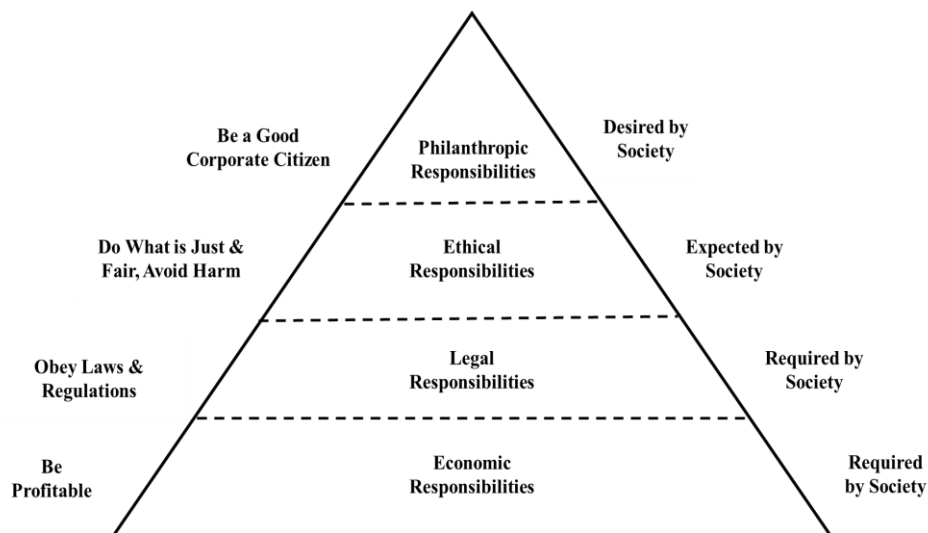 Be a Good
Corporate Citizen
Philanthropic
Responsibilities
Desired by
Society
Do What is Just &
Fair, Avoid Harm
Ethical
Responsibilities
Expected by
Society
Obey Laws &
Regulations
Legal
Responsibilities
Required by
Society
Be
Profitable
Economic
Responsibilities
Required
by Society